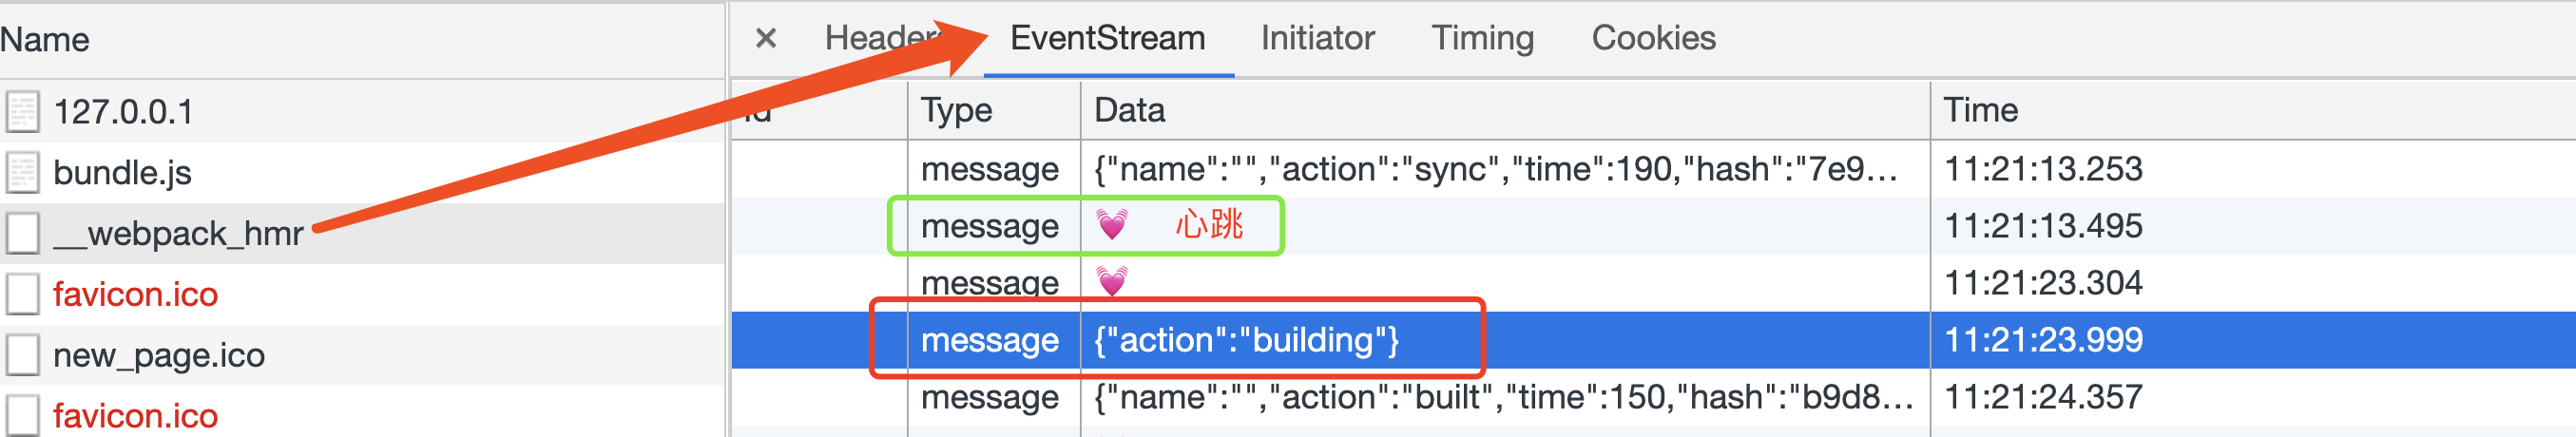 Name
127.0.0.1
bundle.js
__webpack_hmr
favicon.ico
new_page.ico
favicon.ico
× Headers EventStream Initiator Timing Cookies
Id Type Data Time
message {"name":"","action":"sync","time":190,"hash":"7e9... 11:21:13.253
message 💓 心跳 11:21:13.495
message 💓 11:21:23.304
message {"action":"building"} 11:21:23.999
message {"name":"","action":"built","time":150,"hash":"b9d8... 11:21:24.357